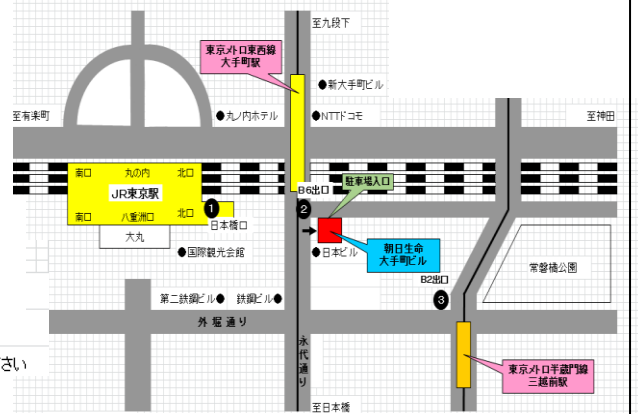 至九段下
東京メトロ東西線
大手町駅
●新大手町ビル
至有楽町
●丸ノ内ホテル
●NTTドコモ
至神田
南口 丸の内 北口
JR東京駅
南口 八重洲口 北口
B6出口
駐車場入口
1
2
日本橋口
大丸
●国際観光会館
●日本ビル
朝日生命
大手町ビル
常磐橋公園
B2出口
3
第二鉄鋼ビル● 鉄鋼ビル●
外堀通り
永代通り
さい
東京メトロ半蔵門線
三越前駅
至日本橋